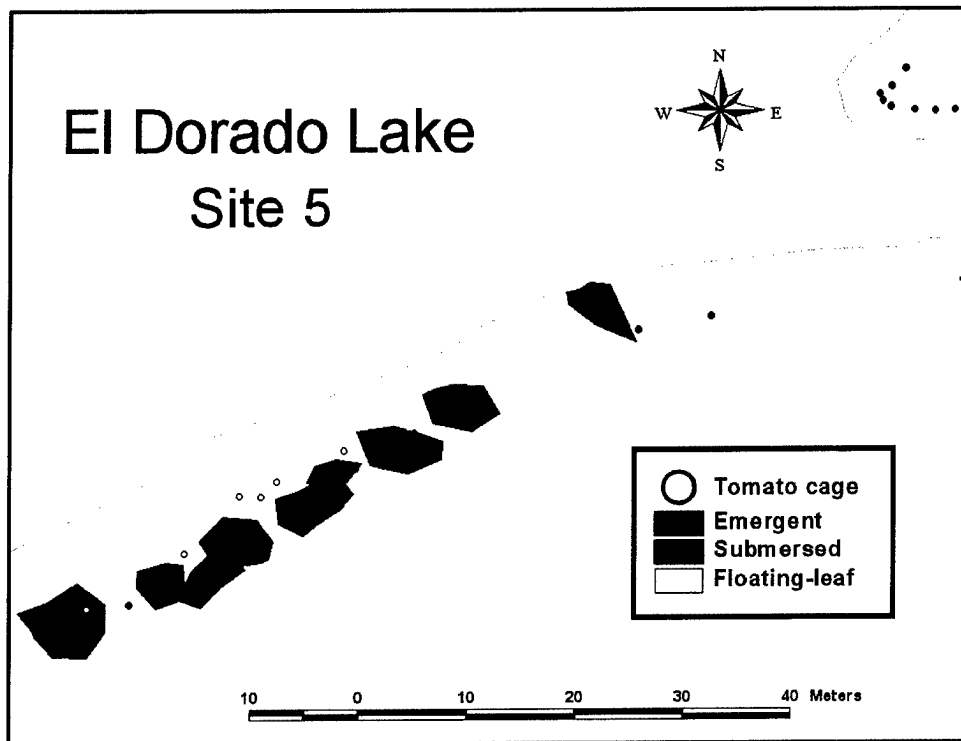 El Dorado Lake
Site 5
N
W E
S
Tomato cage
Emergent
Submersed
Floating-leaf
10 0 10 20 30 40 Meters